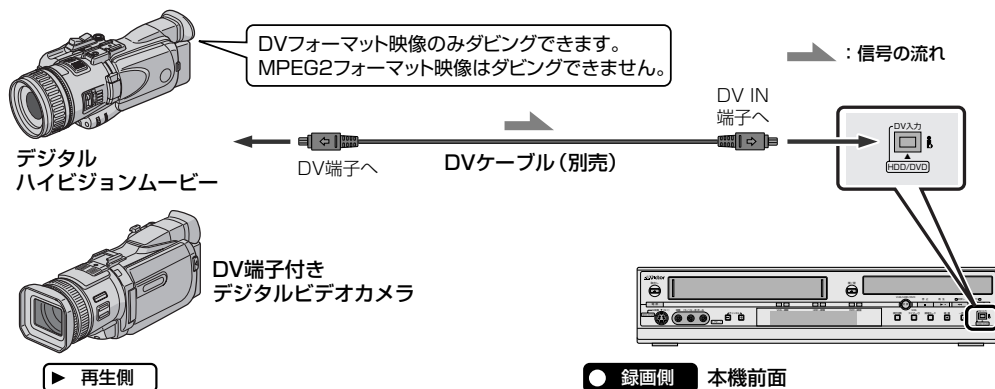 DVフォーマット映像のみダビングできます。
MPEG2フォーマット映像はダビングできません。
：信号の流れ
DV IN
端子へ
DV入力
HDD/DVD
DV端子へ
DVケーブル（別売）
デジタル
ハイビジョンムービー
DV端子付き
デジタルビデオカメラ
Victor
再生側
録画側
本機前面